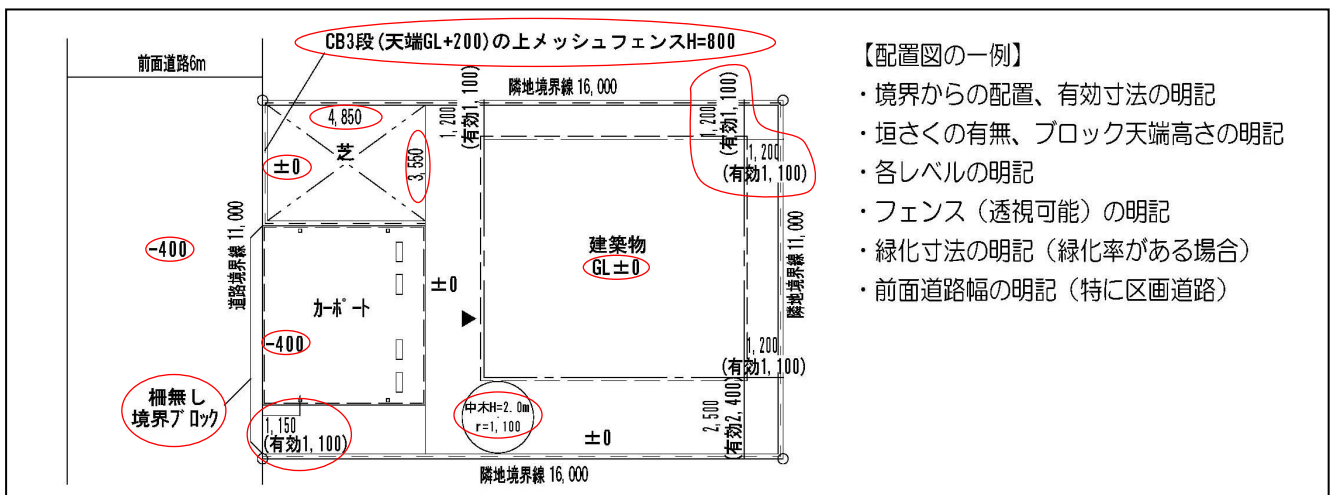 CB3段(天端GL+200)の上メッシュフェンスH=800
前面道路6m
隣地境界線 16,000
4,850
1,200
(有効1,100)
1,200
(有効1,100)
芝
±0
3,550
1,200
(有効1,100)
道路境界線 11,000
-400
建築物
GL±0
±0
隣地境界線 11,000
カーポート
-400
1,200
(有効1,100)
柵無し
境界ブロック
中木H=2.0m
r=1,100
2,500
(有効2,400)
1,150
(有効1,100)
±0
隣地境界線 16,000
【配置図の一例】
・境界からの配置、有効寸法の明記
・垣さくの有無、ブロック天端高さの明記
・各レベルの明記
・フェンス（透視可能）の明記
・緑化寸法の明記（緑化率がある場合）
・前面道路幅の明記（特に区画道路）